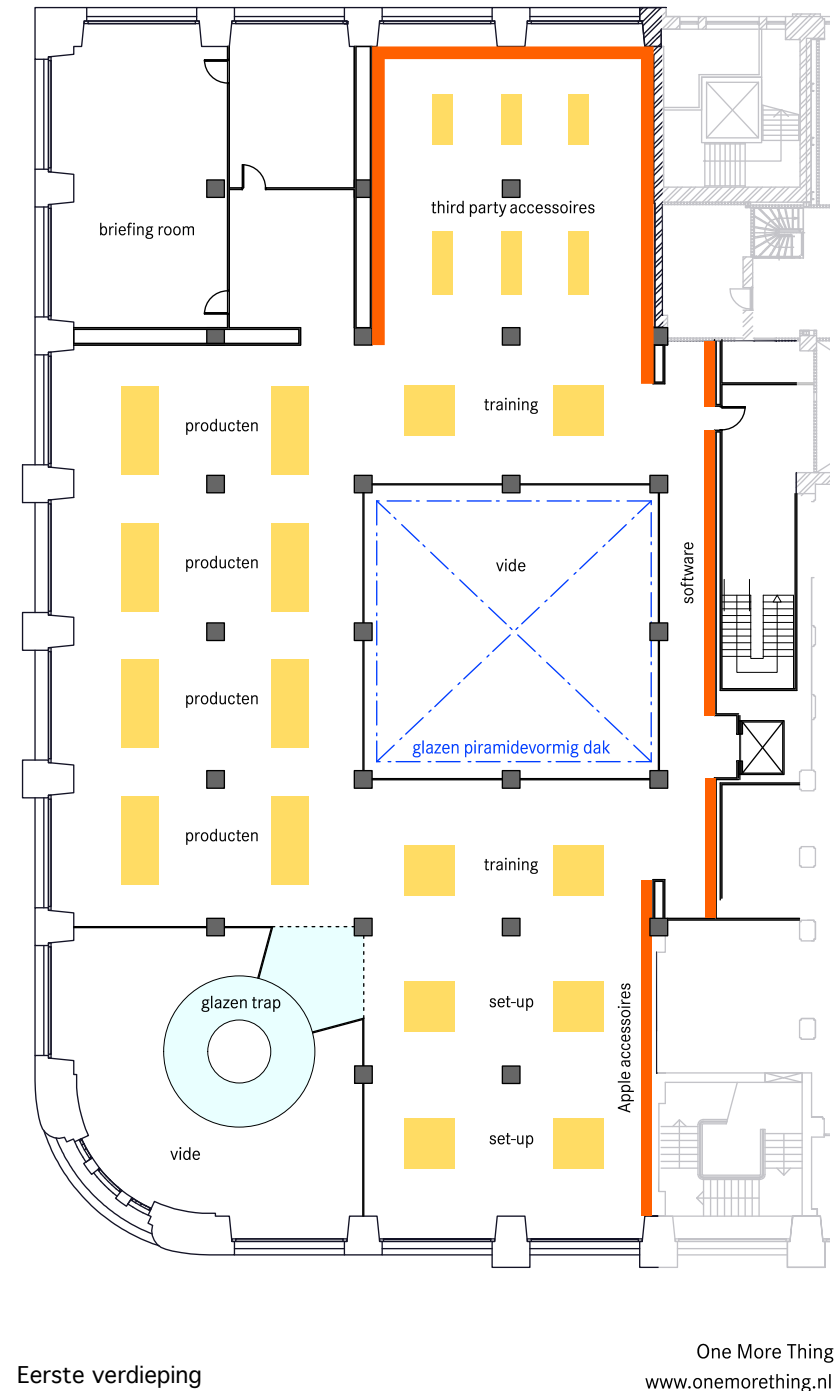 third party accessoires
briefing room
training
producten
vide
producten
software
producten
glazen piramidevormig dak
producten
training
glazen trap
set-up
Apple accessoires
set-up
vide
One More Thing
Eerste verdieping
www.onemorething.nl